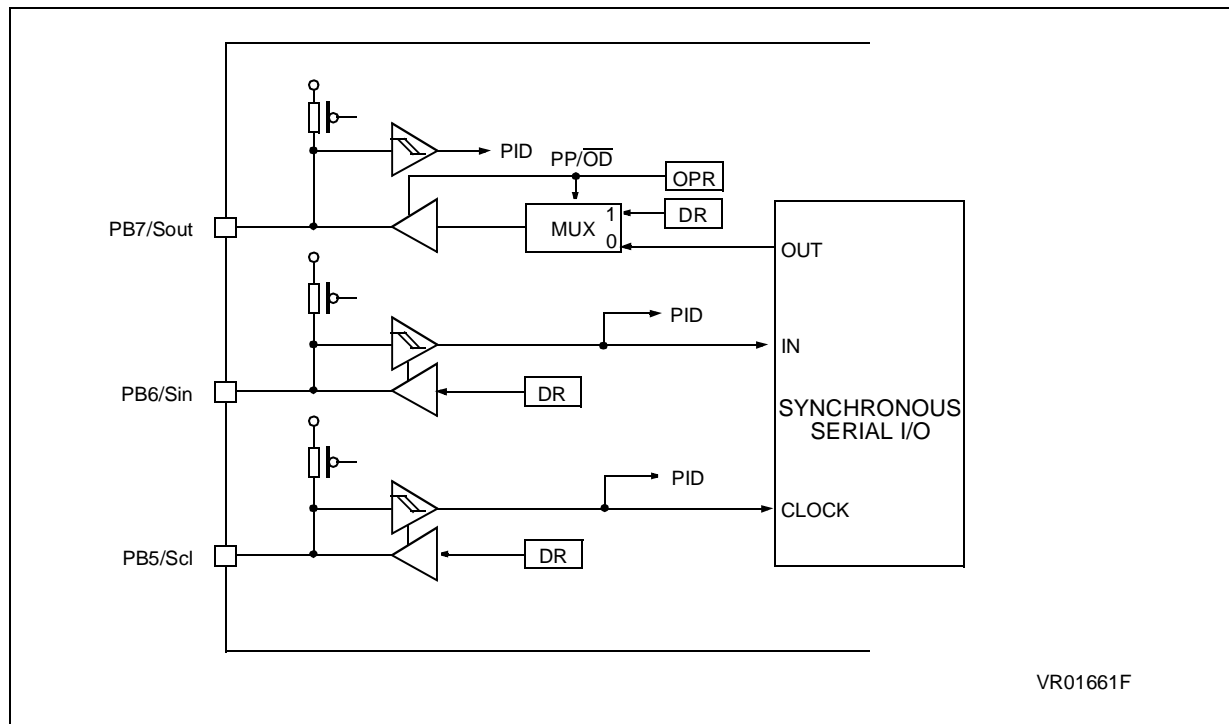 PID
PP/OD
OPR
PB7/Sout
MUX
1
0
DR
OUT
PID
IN
PB6/Sin
DR
SYNCHRONOUS
SERIAL I/O
PID
CLOCK
PB5/Scl
DR
VR01661F